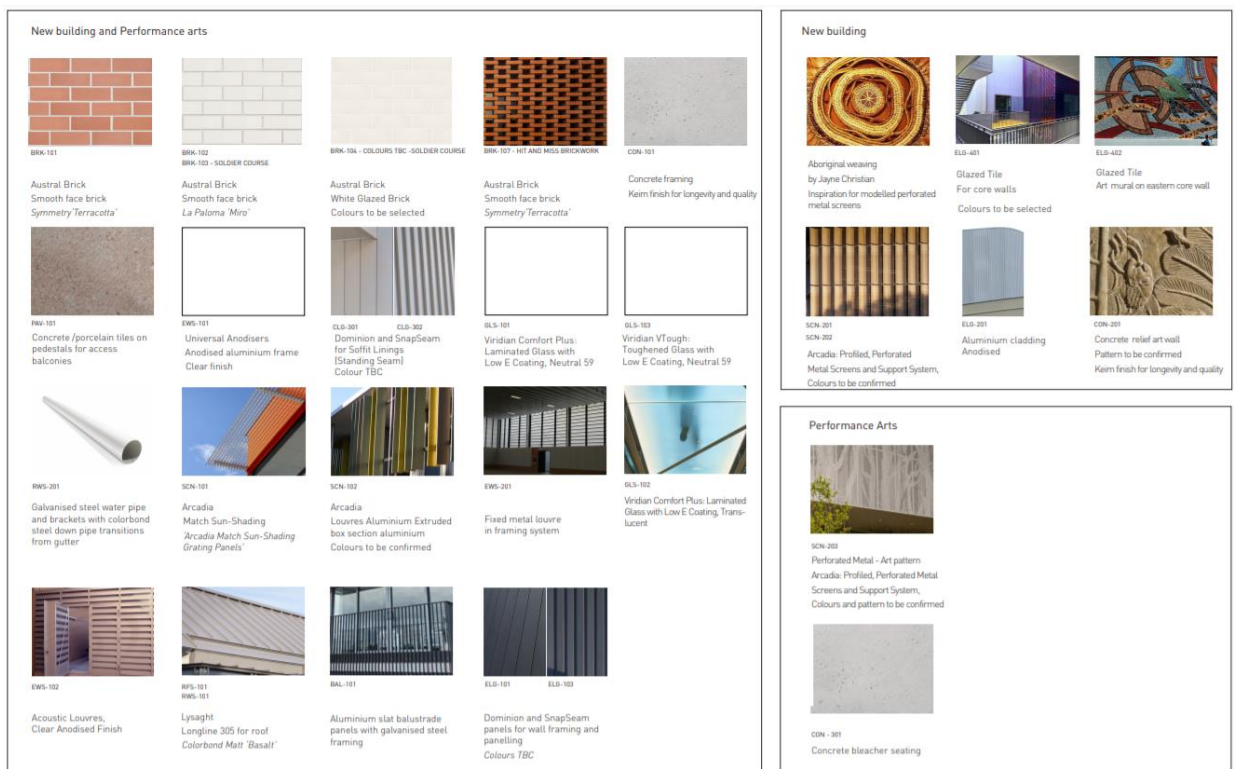 New building and Performance arts
BRK-101
Austral Brick
Smooth face brick
Symmetry'Terracotta'
BRK-102
BRK-103 - SOLDIER COURSE
Austral Brick
Smooth face brick
La Paloma 'Miro'
BRK-104 - COLOURS TBC -SOLDIER COURSE
Austral Brick
White Glazed Brick
Colours to be selected
BRK-107 - HIT AND MISS BRICKWORK
Austral Brick
Smooth face brick
Symmetry'Terracotta'
CON-101
Concrete framing
Keim finish for longevity and quality
PAV-101
Concrete /porcelain tiles on
pedestals for access
balconies
EWS-101
Universal Anodisers
Anodised aluminium frame
Clear finish
CLG-301 CLG-302
Dominion and SnapSeam
for Soffit Linings
(Standing Seam)
Colour TBC
GLS-101
Viridian Comfort Plus:
Laminated Glass with
Low E Coating, Neutral 59
GLS-103
Viridian VTough:
Toughened Glass with
Low E Coating, Neutral 59
RWS-201
Galvanised steel water pipe
and brackets with colorbond
steel down pipe transitions
from gutter
SCN-101
Arcadia
Match Sun-Shading
'Arcadia Match Sun-Shading
Grating Panels'
SCN-102
Arcadia
Louvres Aluminium Extruded
box section aluminium
Colours to be confirmed
EWS-201
Fixed metal louvre
in framing system
GLS-102
Viridian Comfort Plus: Laminated
Glass with Low E Coating, Trans-
lucent
EWS-102
Acoustic Louvres,
Clear Anodised Finish
RFS-101
RWS-101
Lysaght
Longline 305 for roof
Colorbond Matt 'Basalt'
BAL-101
Aluminium slat balustrade
panels with galvanised steel
framing
ELG-101 ELG-103
Dominion and SnapSeam
panels for wall framing and
panelling
Colours TBC
New building
Aboriginal weaving
by Jayne Christian
Inspiration for modelled perforated
metal screens
ELG-401
Glazed Tile
For core walls
Colours to be selected
ELG-402
Glazed Tile
Art mural on eastern core wall
SCN-201
SCN-202
Arcadia: Profiled, Perforated
Metal Screens and Support System,
Colours to be confirmed
ELG-201
Aluminium cladding
Anodised
CON-201
Concrete relief art wall
Pattern to be confirmed
Keim finish for longevity and quality
Performance Arts
SCN-203
Perforated Metal - Art pattern
Arcadia: Profiled, Perforated Metal
Screens and Support System,
Colours and pattern to be confirmed
CON - 301
Concrete bleacher seating